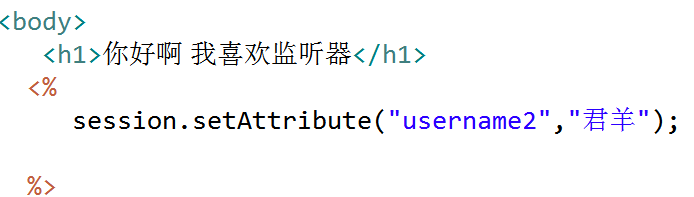 <body>
<h1>你好啊 我喜欢监听器</h1>
<%
session.setAttribute("username2","君羊");
%>